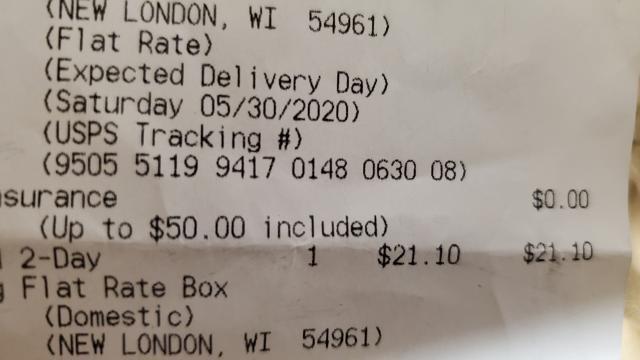 (NEW LONDON, WI 54961)
(Flat Rate)
(Expected Delivery Day)
(Saturday 05/30/2020)
(USPS Tracking #)
(9505 5119 9417 0148 0630 08)
surance $0.00
(Up to $50.00 included)
2-Day 1 $21.10 $21.10
Flat Rate Box
(Domestic)
(NEW LONDON, WI 54961)